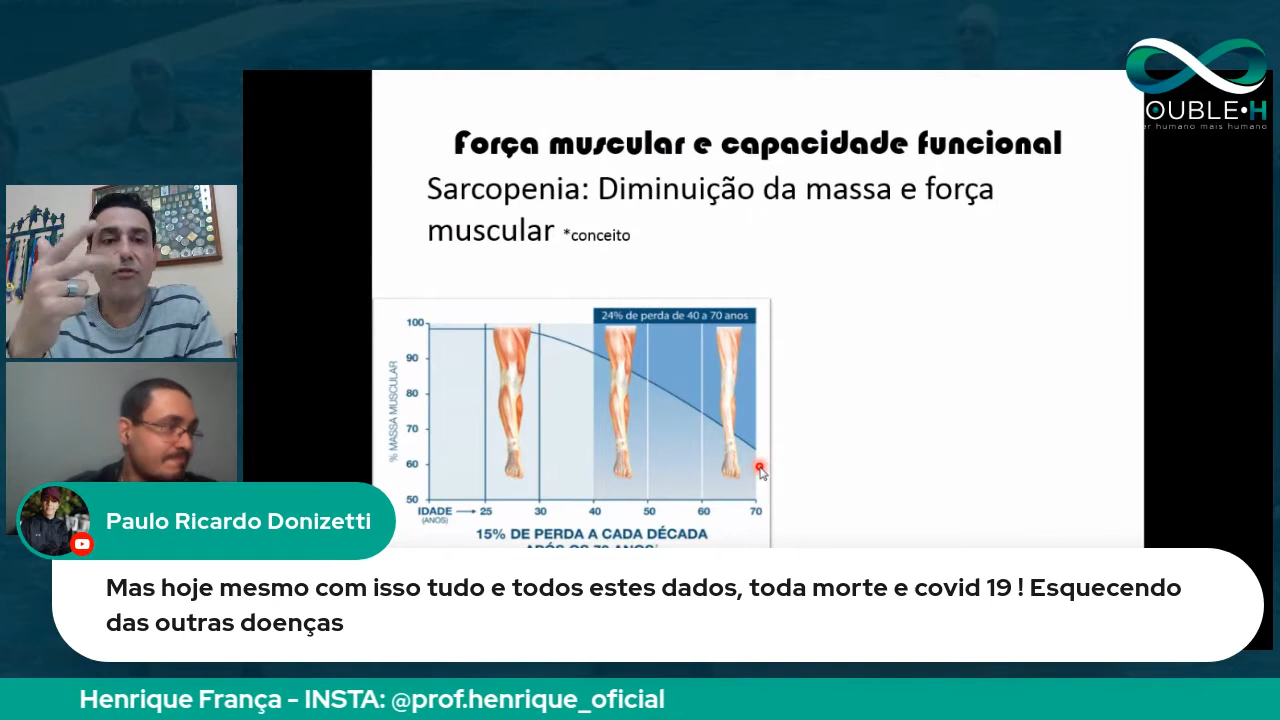 OUBLE•H
er humano mais humano
Força muscular e capacidade funcional
Sarcopenia: Diminuição da massa e força
muscular *conceito
24% de perda de 40 a 70 anos
% MASSA MUSCULAR
100
90
80
70
60
50
IDADE
(ANOS)
25 30 40 50 60 70
15% DE PERDA A CADA DÉCADA
APÓS OS 70 ANOS
Paulo Ricardo Donizetti
Mas hoje mesmo com isso tudo e todos estes dados, toda morte e covid 19 ! Esquecendo
das outras doenças
Henrique França - INSTA: @prof.henrique_oficial